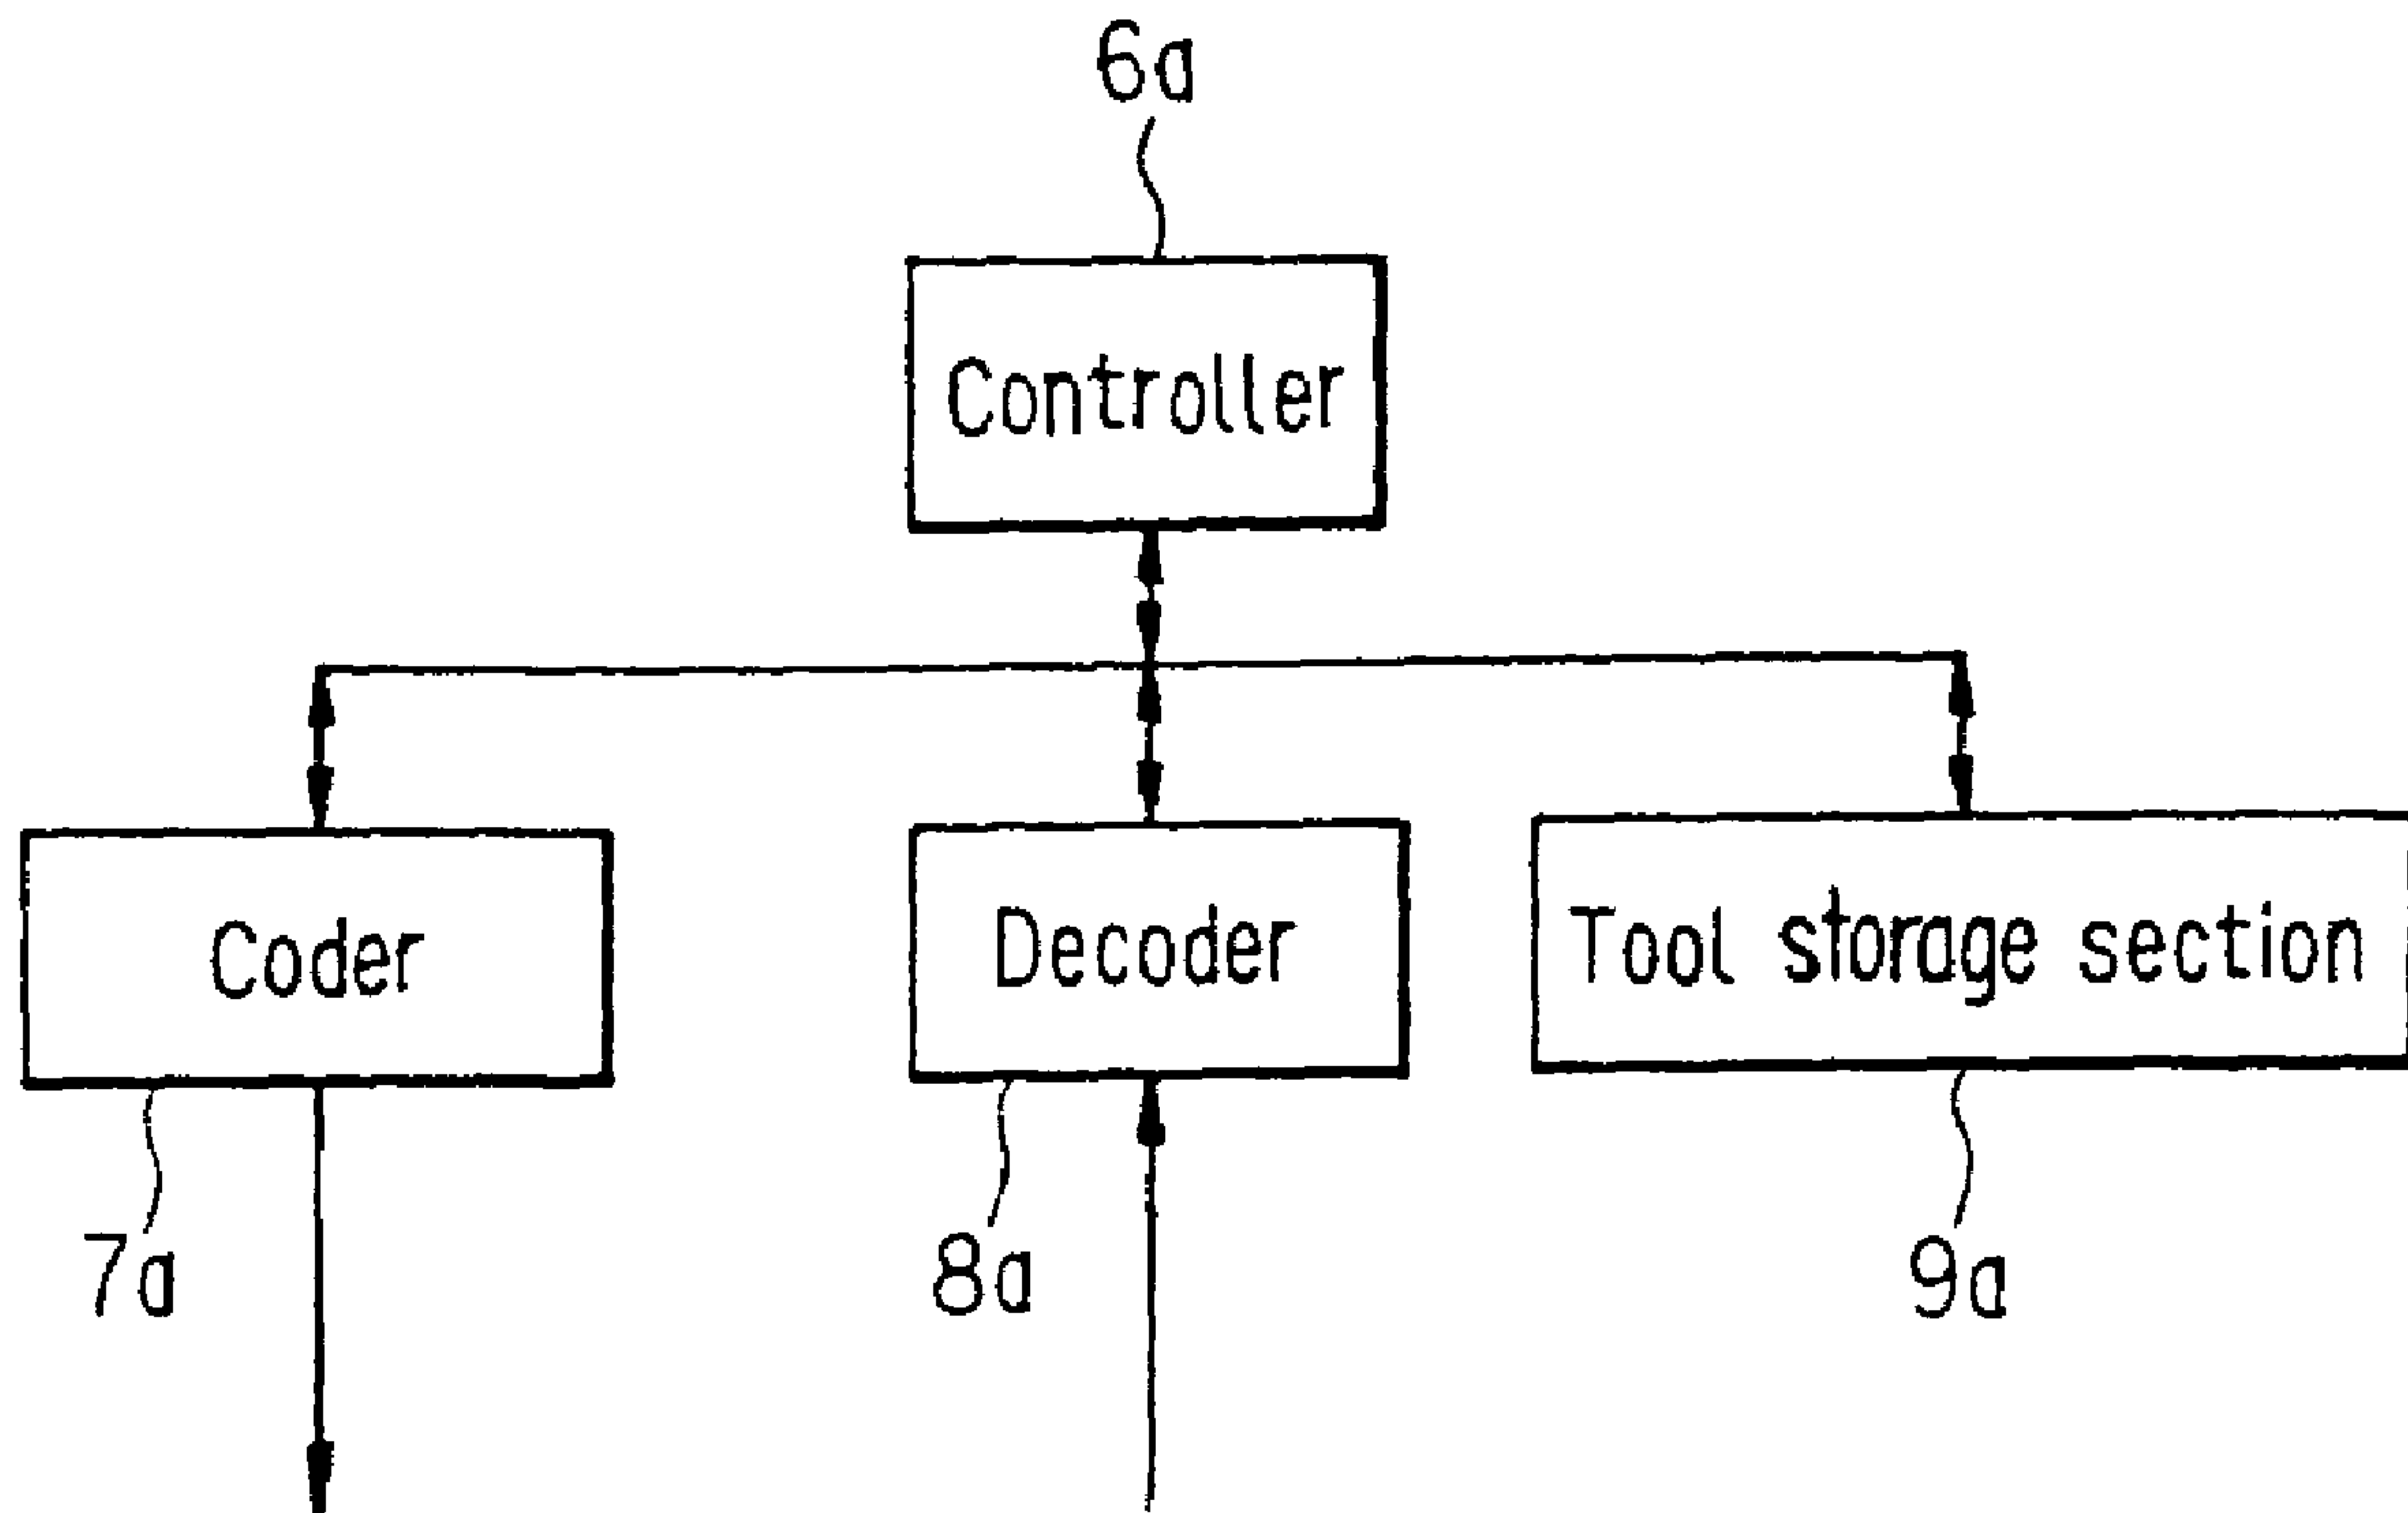 6a
Controller
Coder
Decoder
Tool storage section
7a
8a
9a